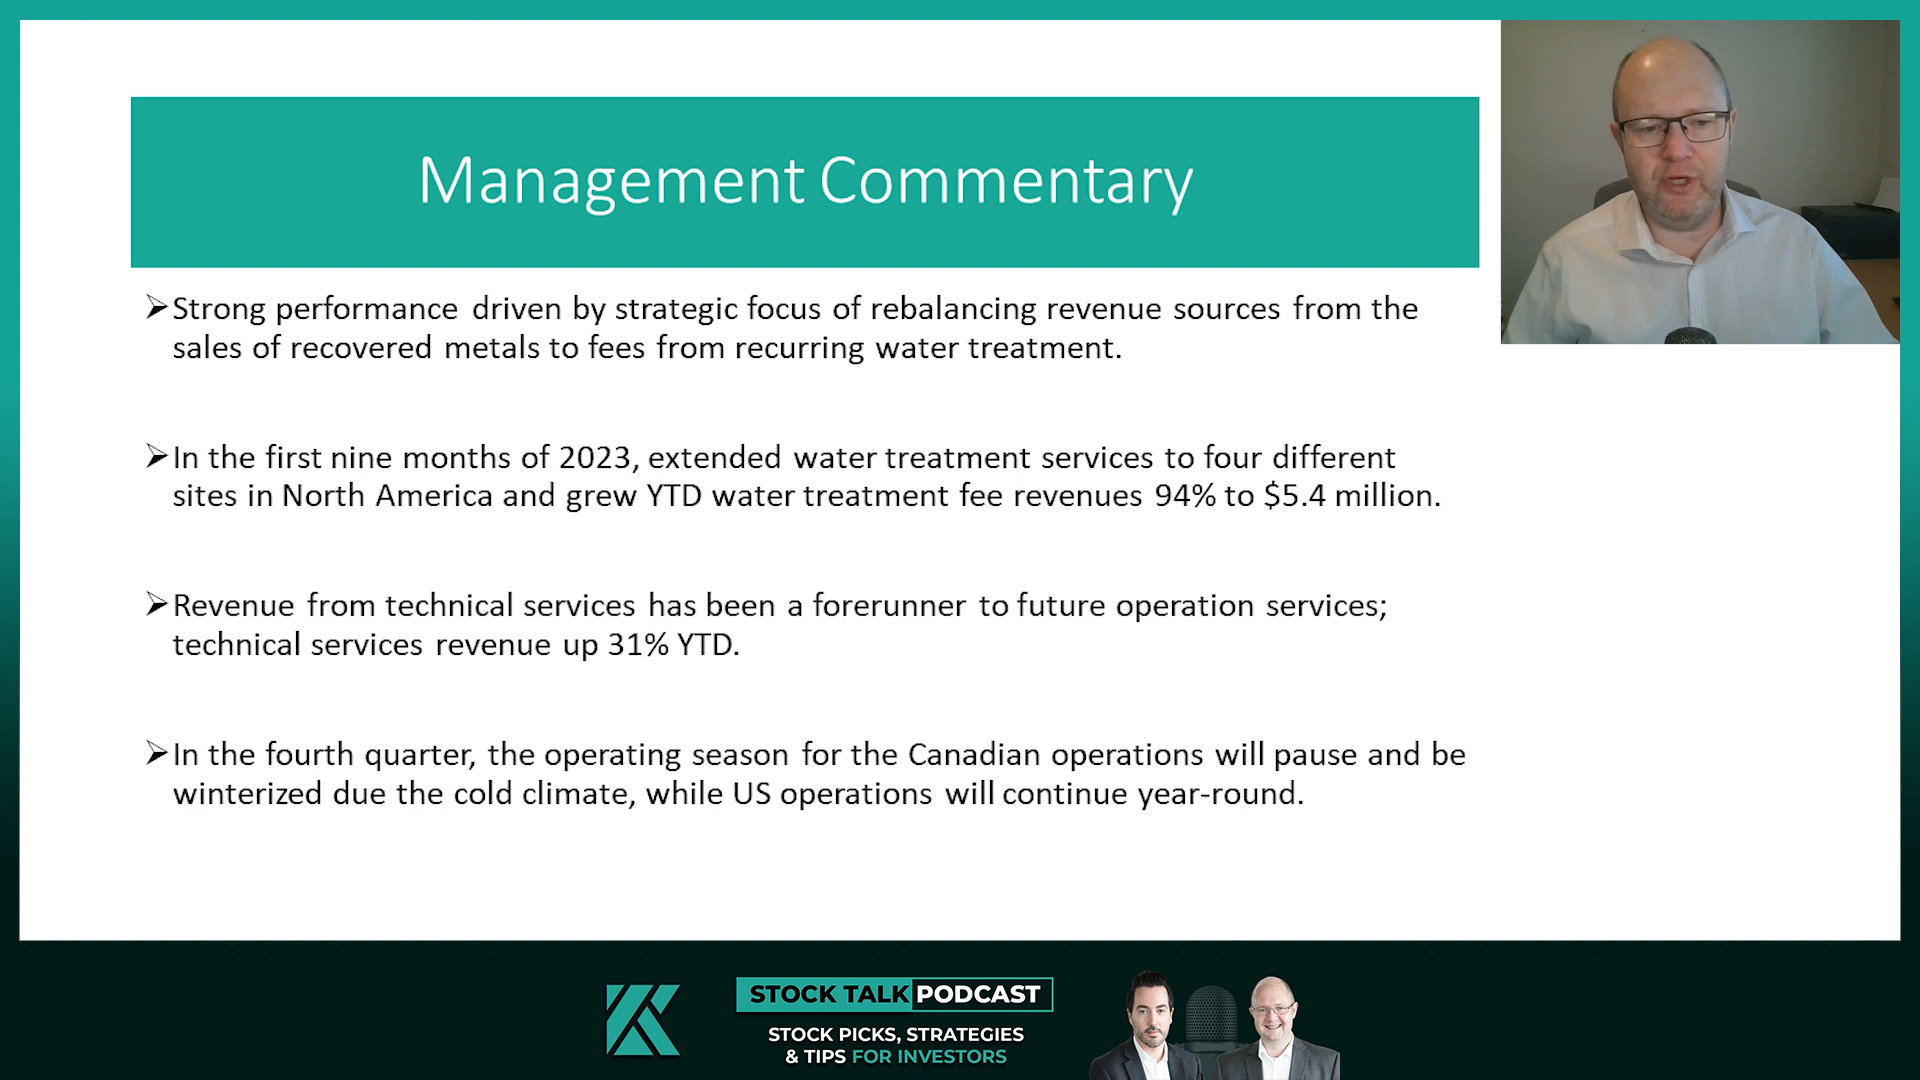 Management Commentary
➢Strong performance driven by strategic focus of rebalancing revenue sources from the
sales of recovered metals to fees from recurring water treatment.
➢In the first nine months of 2023, extended water treatment services to four different
sites in North America and grew YTD water treatment fee revenues 94% to $5.4 million.
➢Revenue from technical services has been a forerunner to future operation services;
technical services revenue up 31% YTD.
➢In the fourth quarter, the operating season for the Canadian operations will pause and be
winterized due the cold climate, while US operations will continue year-round.
STOCK TALK PODCAST
STOCK PICKS, STRATEGIES
& TIPS FOR INVESTORS